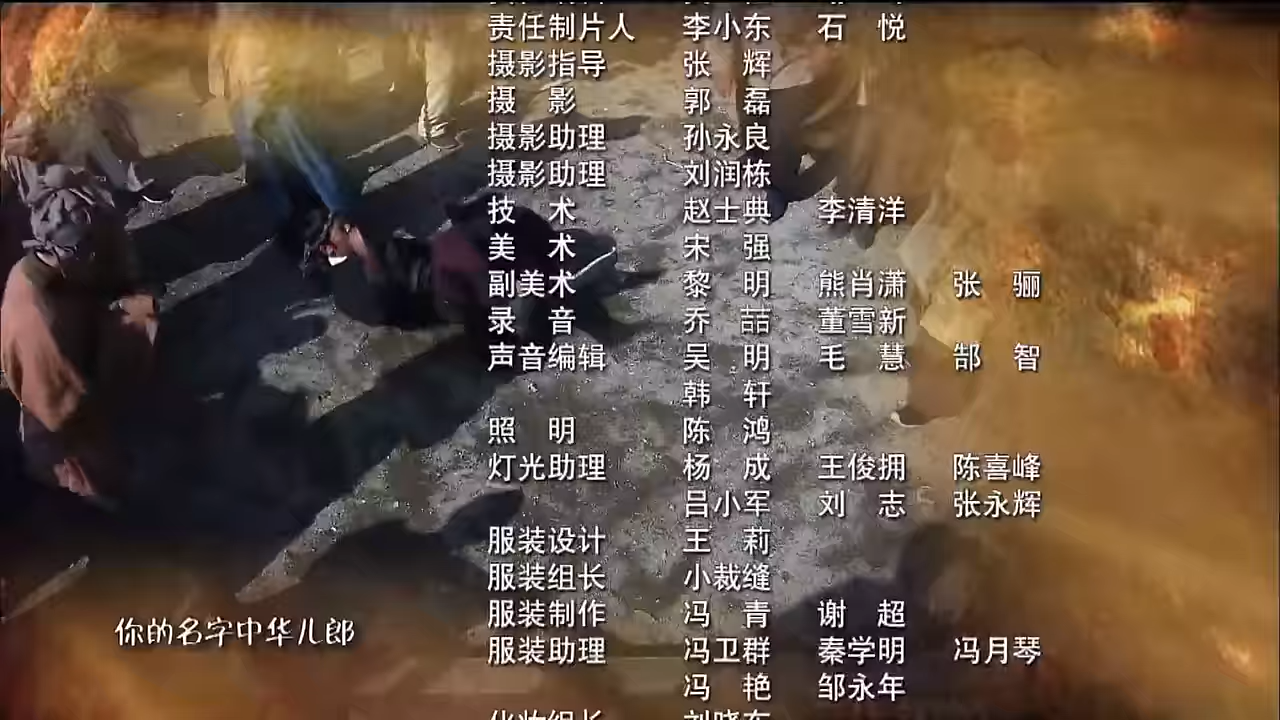 责任制片人 李小东 石 悦
摄影指导 张 辉
摄 影 郭 磊
摄影助理 孙永良
摄影助理 刘润栋
技 术 赵士典 李清洋
美 术 宋 强
副美术 黎 明 熊肖潇 张 骊
录 音 乔 喆 董雪新
声音编辑 吴 明 毛 慧 郜 智
韩 轩
照 明 陈 鸿
灯光助理 杨 成 王俊拥 陈喜峰
吕小军 刘 志 张永辉
服装设计 王 莉
服装组长 小裁缝
服装制作 冯 青 谢 超
你的名字中华儿郎
服装助理 冯卫群 秦学明 冯月琴
冯 艳 邹永年
化妆组长 刘晓东